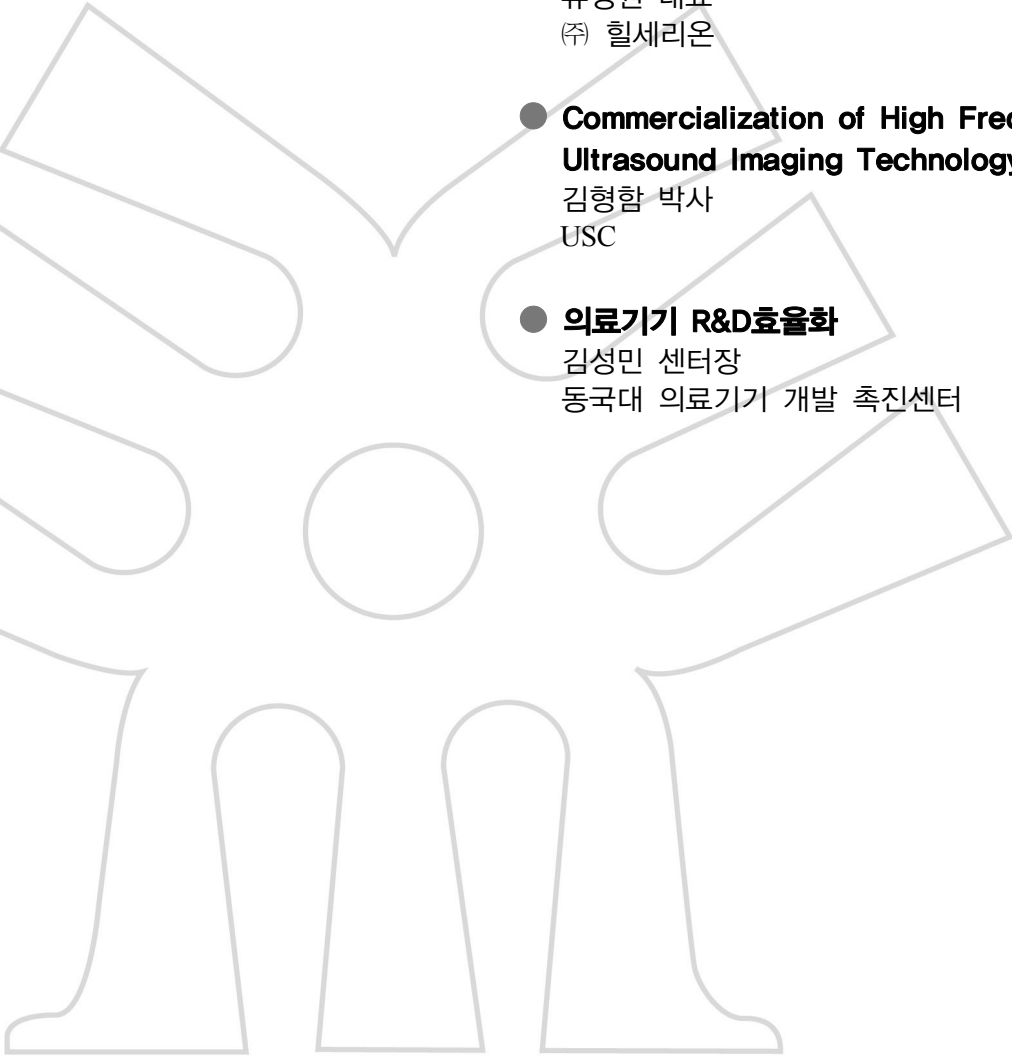 ㈜ 힐세리온
Commercialization of High
Ultrasound Imaging Technology
김형함 박사
USC
의료기기 R&D효율화
김성민 센터장
동국대 의료기기 개발 촉진센터